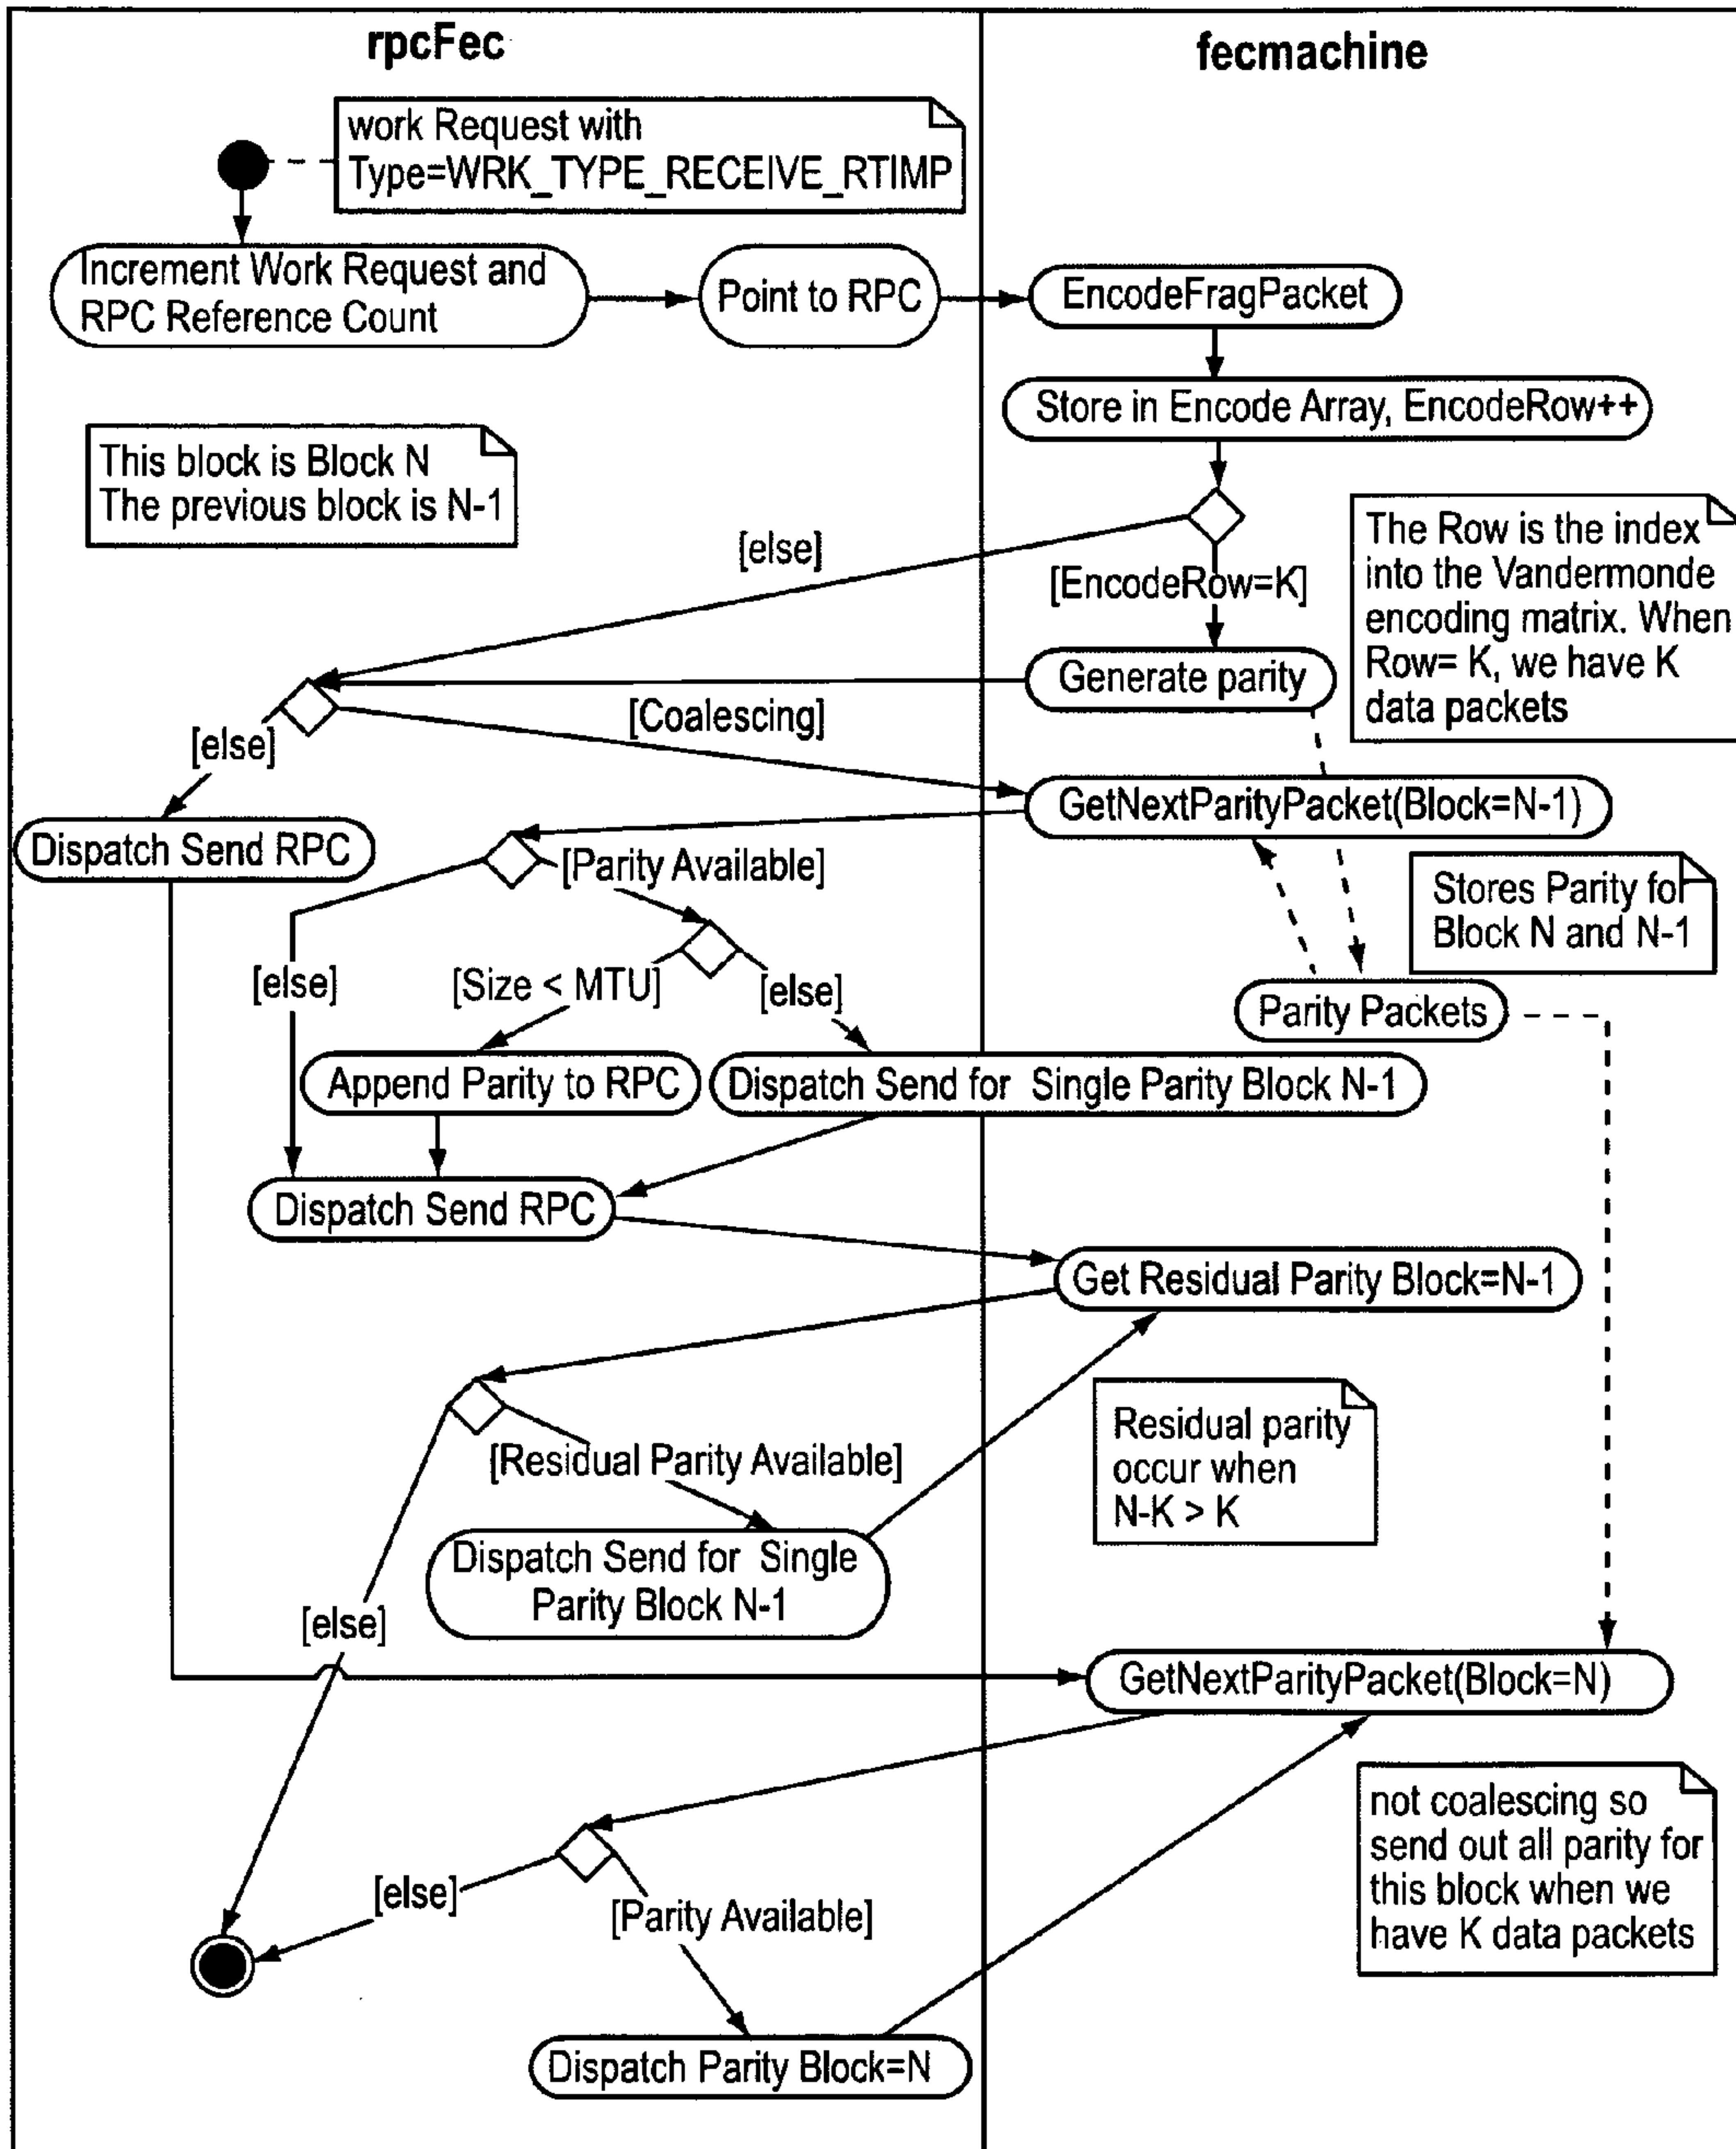 rpcFec
fecmachine
work Request with
Type=WRK_TYPE_RECEIVE_RTIMP
Increment Work Request and
RPC Reference Count
Point to RPC
EncodeFragPacket
Store in Encode Array, EncodeRow++
This block is Block N
The previous block is N-1
The Row is the index
into the Vandermonde
encoding matrix. When
Row= K, we have K
data packets
[else]
[EncodeRow=K]
Generate parity
[Coalescing]
[else]
GetNextParityPacket(Block=N-1)
Dispatch Send RPC
[Parity Available]
Stores Parity for
Block N and N-1
[else]
[Size < MTU]
[else]
Parity Packets
Append Parity to RPC
Dispatch Send for Single Parity Block N-1
Dispatch Send RPC
Get Residual Parity Block=N-1
Residual parity
occur when
N-K > K
[Residual Parity Available]
Dispatch Send for Single
Parity Block N-1
[else]
GetNextParityPacket(Block=N)
not coalescing so
send out all parity for
this block when we
have K data packets
[else]
[Parity Available]
Dispatch Parity Block=N